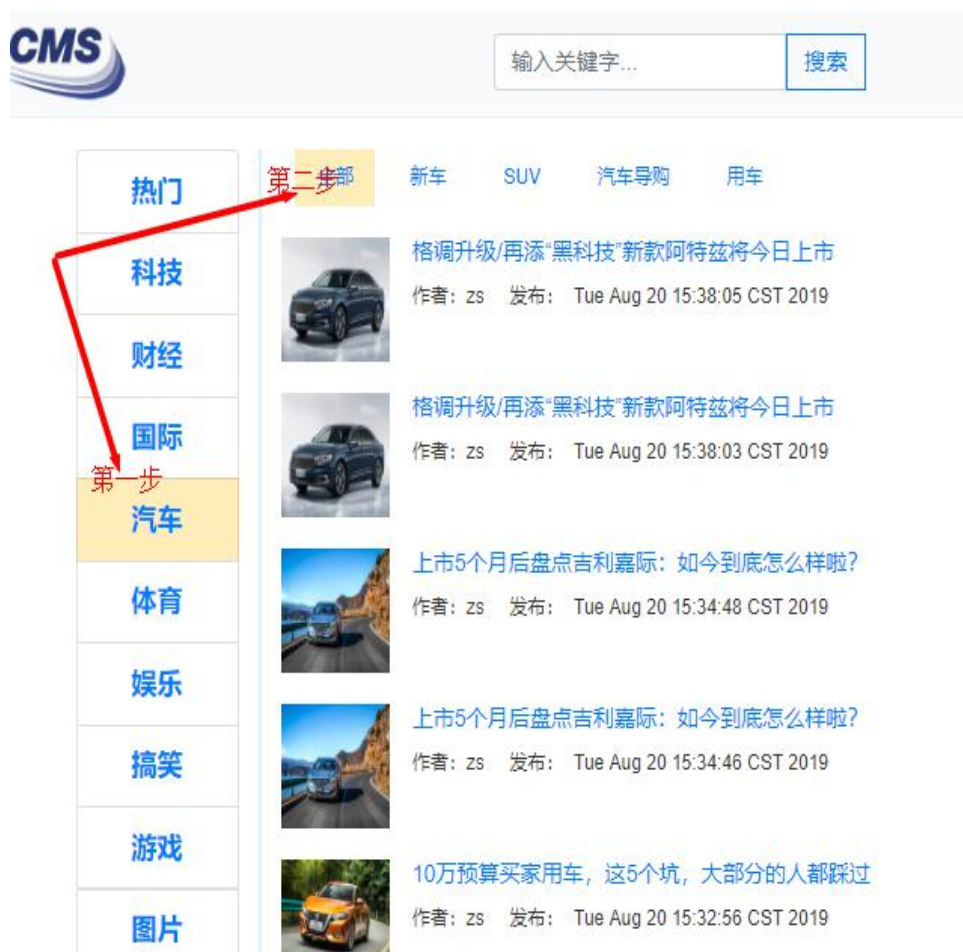 CMS
输入关键字... 搜索
热门
科技
财经
国际
第一步
汽车
体育
娱乐
搞笑
游戏
图片
第二步
全部 新车 SUV 汽车导购 用车
格调升级/再添“黑科技”新款阿特兹将今日上市
作者: zs 发布: Tue Aug 20 15:38:05 CST 2019
格调升级/再添“黑科技”新款阿特兹将今日上市
作者: zs 发布: Tue Aug 20 15:38:03 CST 2019
上市5个月后盘点吉利嘉际：如今到底怎么样啦?
作者: zs 发布: Tue Aug 20 15:34:48 CST 2019
上市5个月后盘点吉利嘉际：如今到底怎么样啦?
作者: zs 发布: Tue Aug 20 15:34:46 CST 2019
10万预算买家用车，这5个坑，大部分的人都踩过
作者: zs 发布: Tue Aug 20 15:32:56 CST 2019